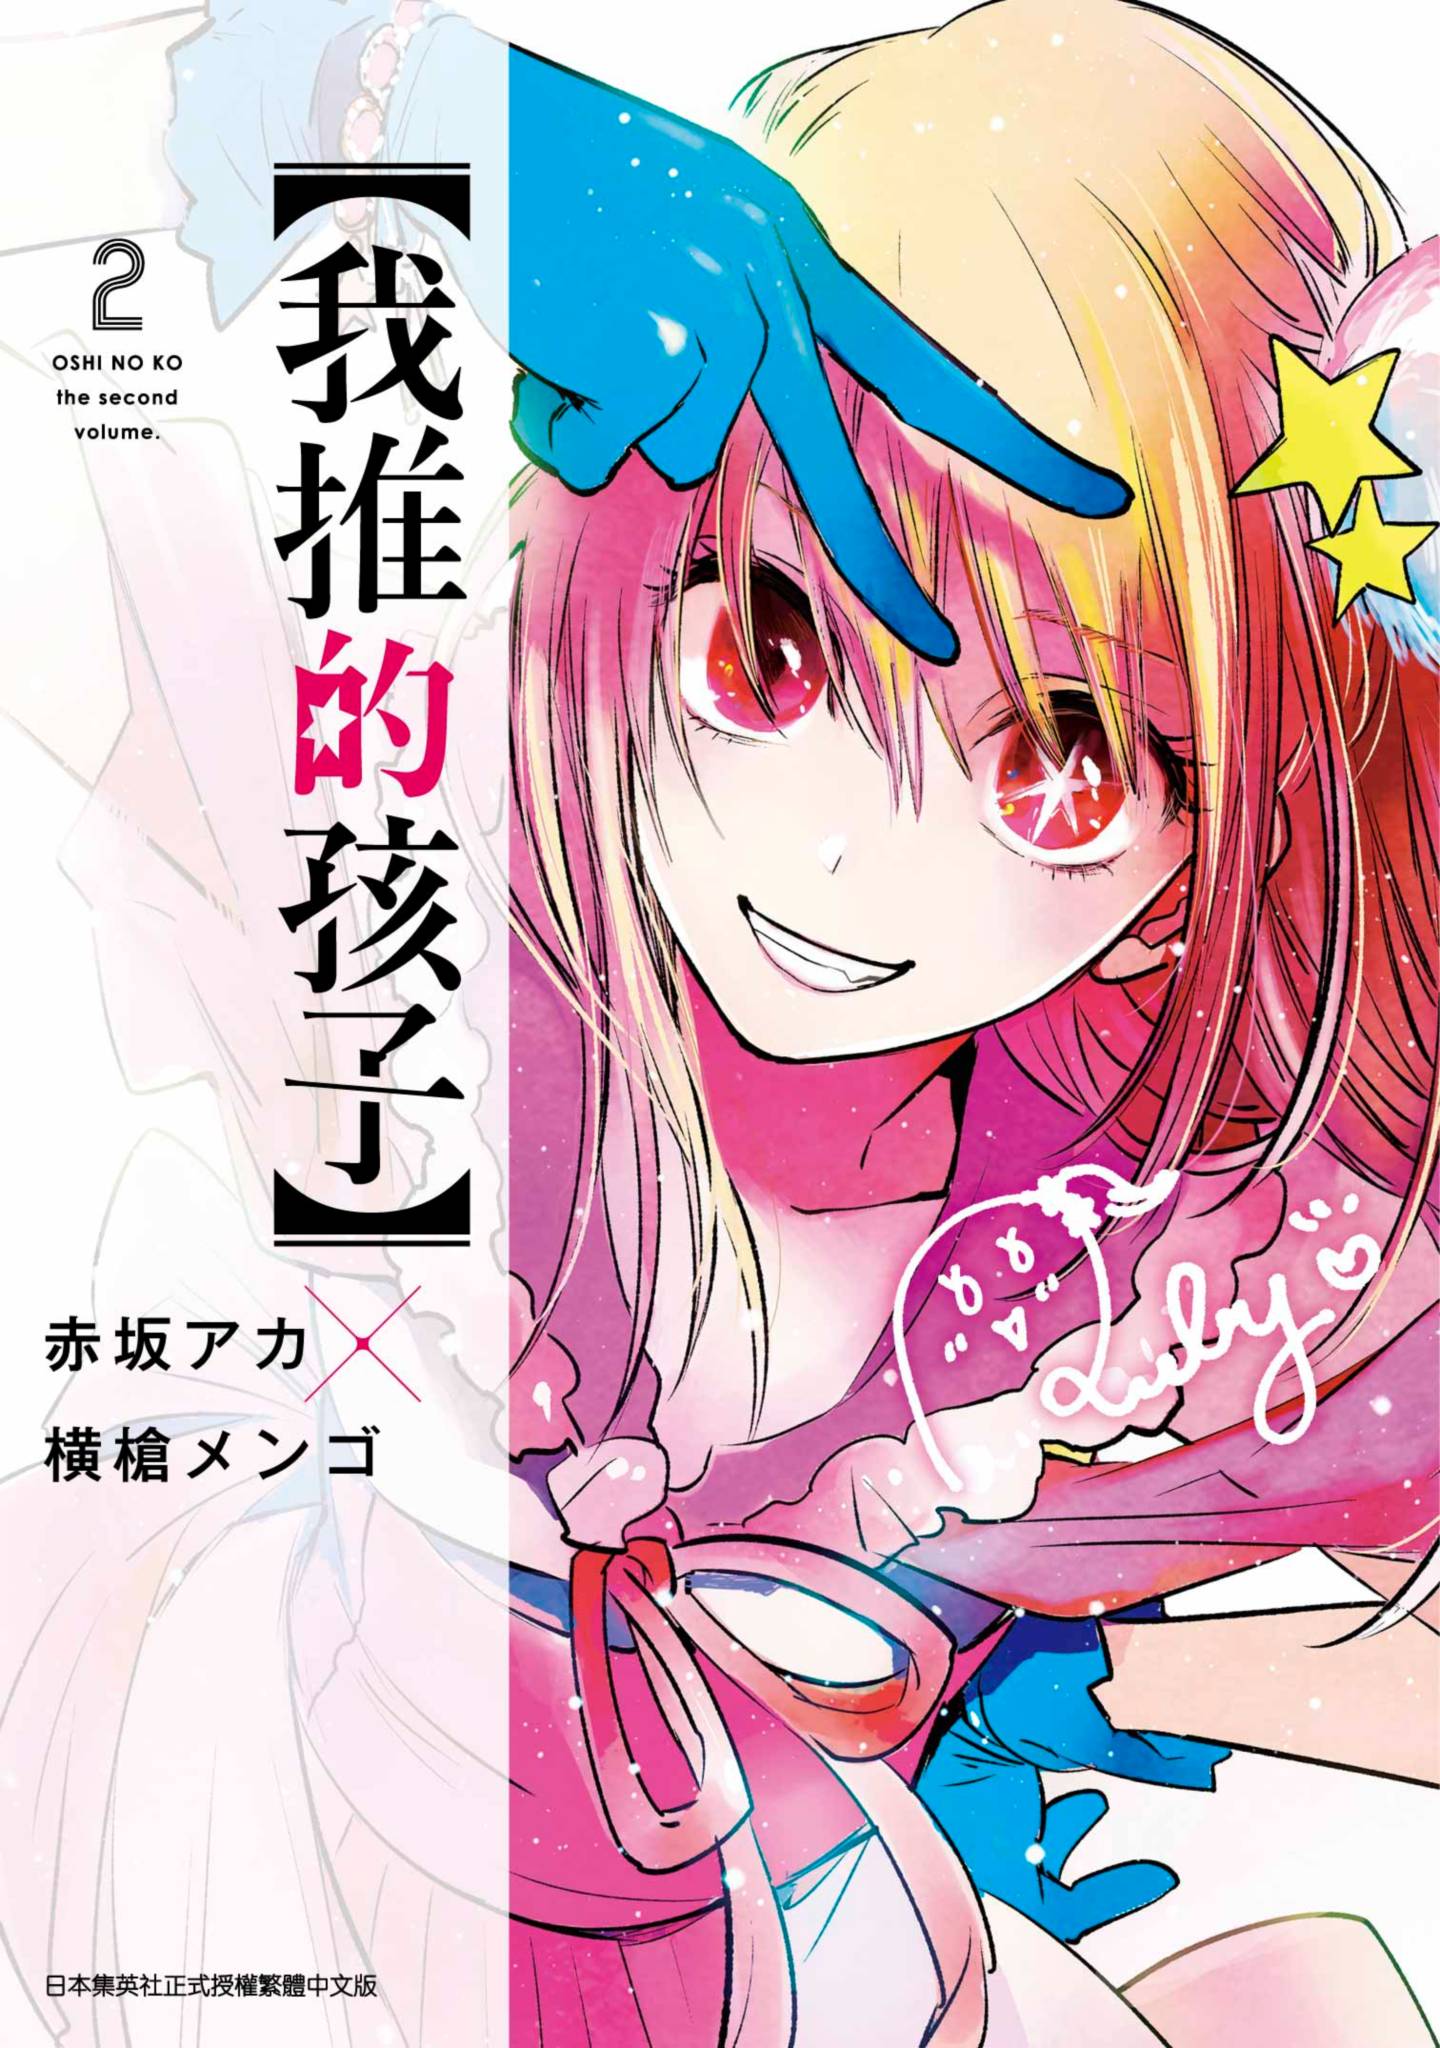 2
OSHI NO KO
the second
volume.
【我推的孩子】
赤坂アカ×
横槍メンゴ
Ruby
日本集英社正式授權繁體中文版